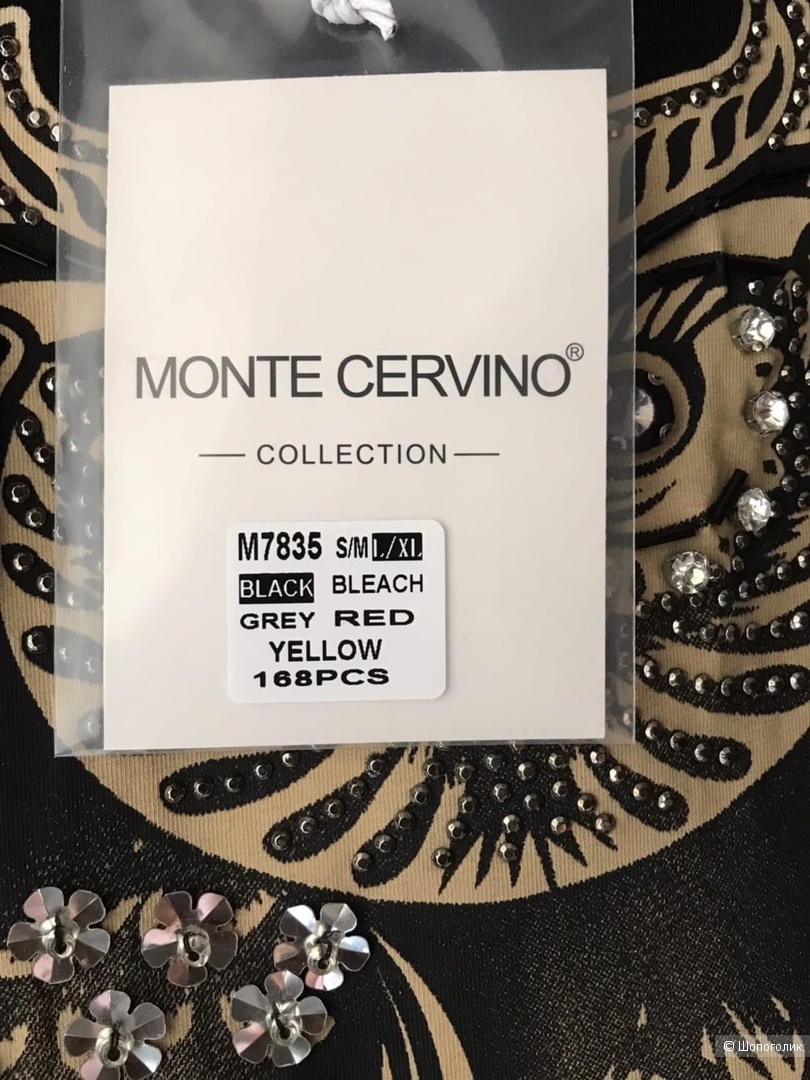 MONTE CERVINO®
COLLECTION
M7835 S/M L/XL
BLACK BLEACH
GREY RED
YELLOW
168PCS
© Шопоголик